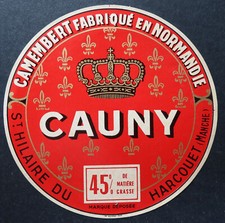 CAMEMBERT FABRIQUÉ EN NORMANDIE
CAUNY
45%
DE
MATIÈRE
GRASSE
ST HILAIRE DU HARCOUET (MANCHE)
MARQUE DÉPOSÉE